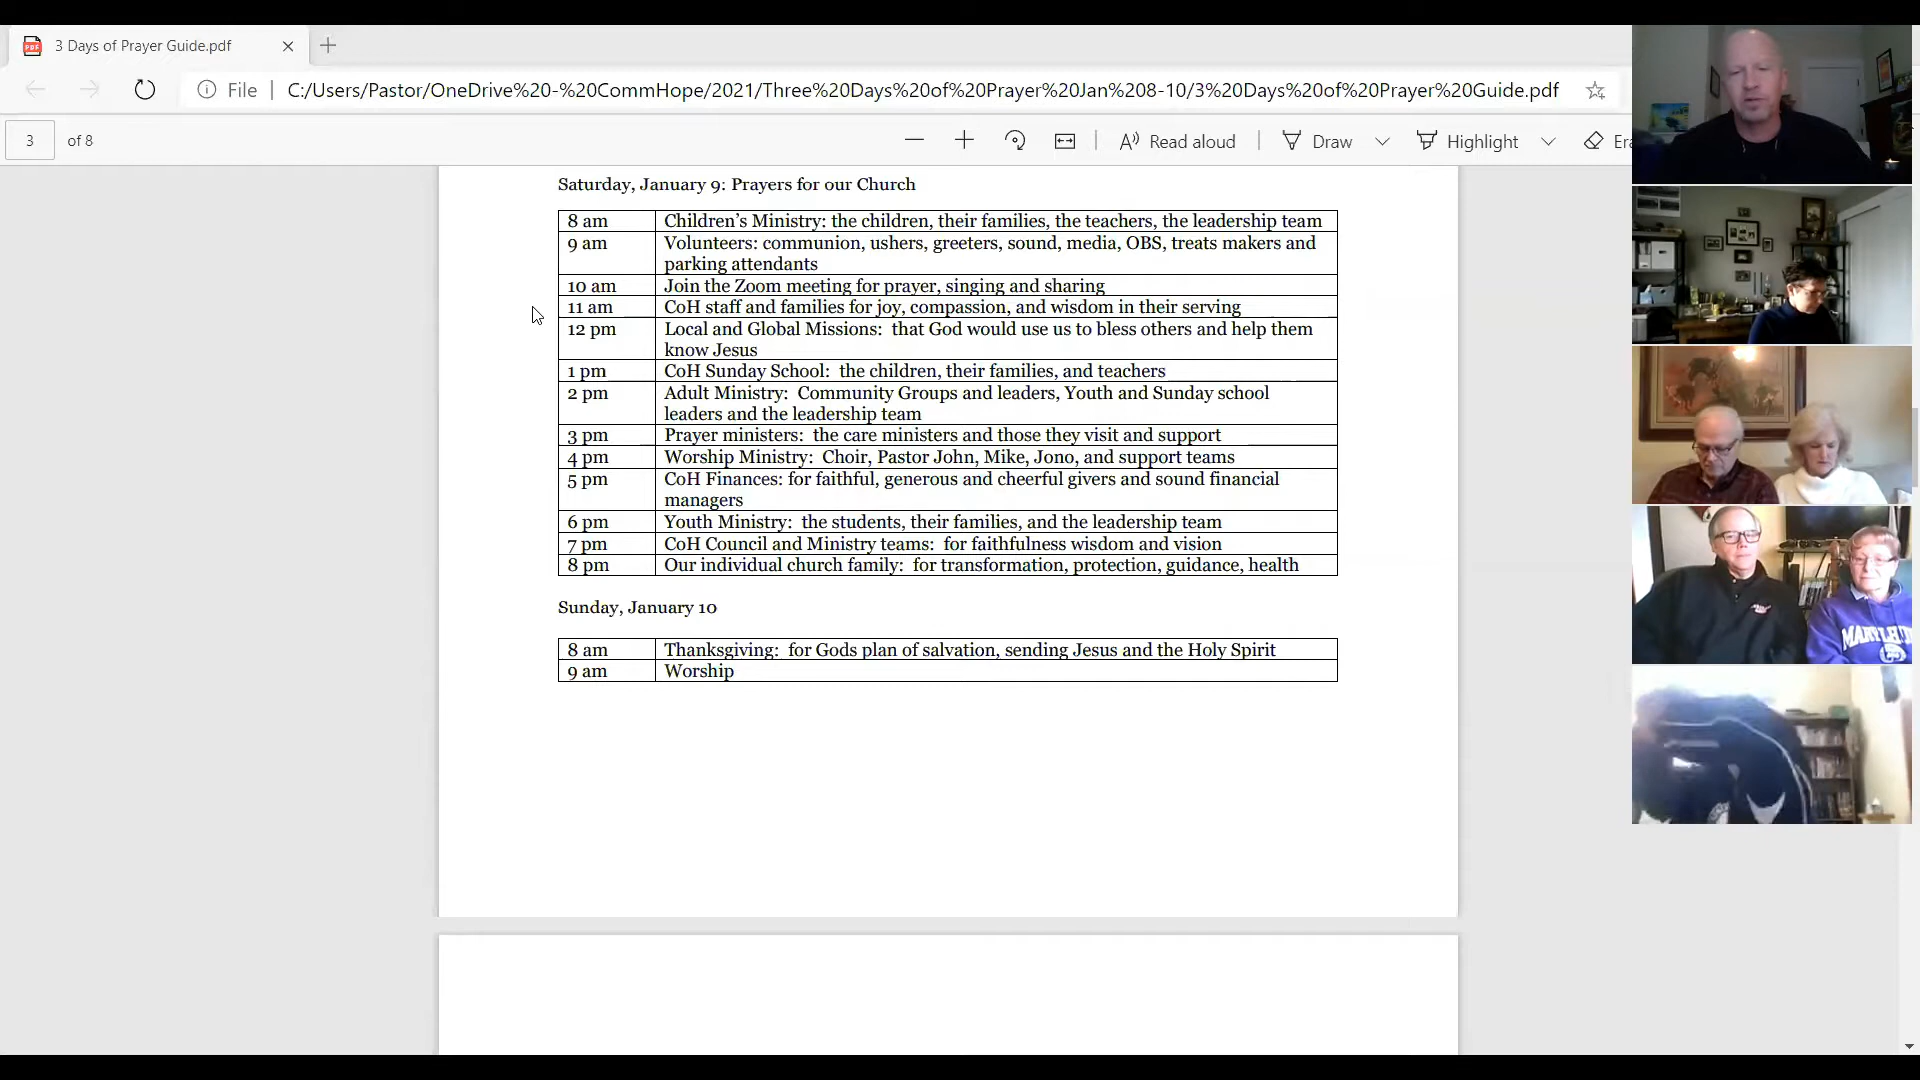 3 Days of Prayer Guide.pdf
File
C:/Users/Pastor/OneDrive%20-%20CommHope/2021/Three%20Days%20of%20Prayer%20Jan%208-10/3%20Days%20of%20Prayer%20Guide.pdf
3 of 8
Read aloud
Draw
Highlight
Saturday, January 9: Prayers for our Church
8 am Children's Ministry: the children, their families, the teachers, the leadership team
9 am Volunteers: communion, ushers, greeters, sound, media, OBS, treats makers and
parking attendants
10 am Join the Zoom meeting for prayer, singing and sharing
11 am CoH staff and families for joy, compassion, and wisdom in their serving
12 pm Local and Global Missions: that God would use us to bless others and help them
know Jesus
1 pm CoH Sunday School: the children, their families, and teachers
2 pm Adult Ministry: Community Groups and leaders, Youth and Sunday school
leaders and the leadership team
3 pm Prayer ministers: the care ministers and those they visit and support
4 pm Worship Ministry: Choir, Pastor John, Mike, Jono, and support teams
5 pm CoH Finances: for faithful, generous and cheerful givers and sound financial
managers
6 pm Youth Ministry: the students, their families, and the leadership team
7 pm CoH Council and Ministry teams: for faithfulness wisdom and vision
8 pm Our individual church family: for transformation, protection, guidance, health
Sunday, January 10
8 am Thanksgiving: for Gods plan of salvation, sending Jesus and the Holy Spirit
9 am Worship